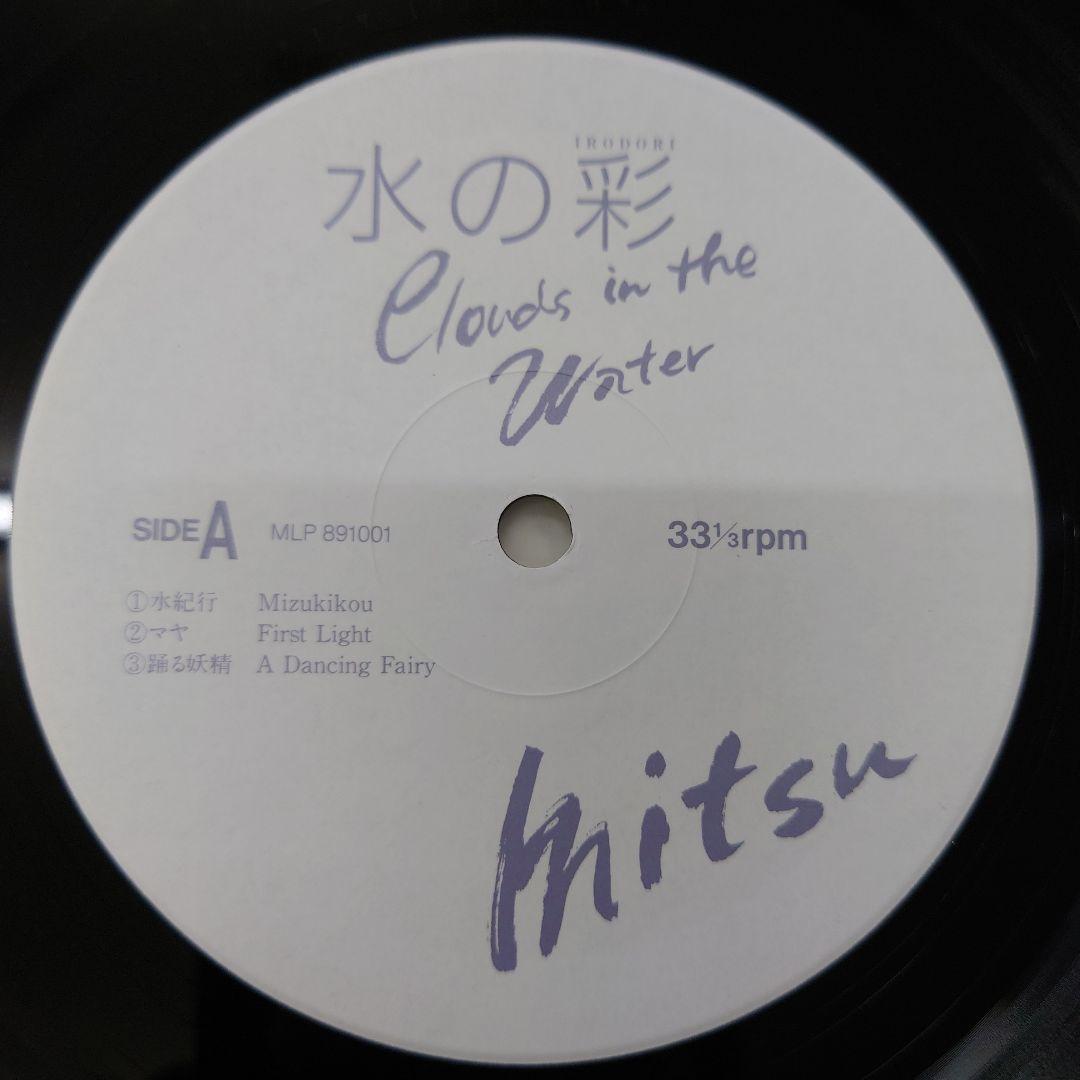 IRODORI
水の彩
Clouds in the
Water
SIDE A MLP 891001 33⅓rpm
①水紀行 Mizukikou
②マヤ First Light
③踊る妖精 A Dancing Fairy
Mitsu